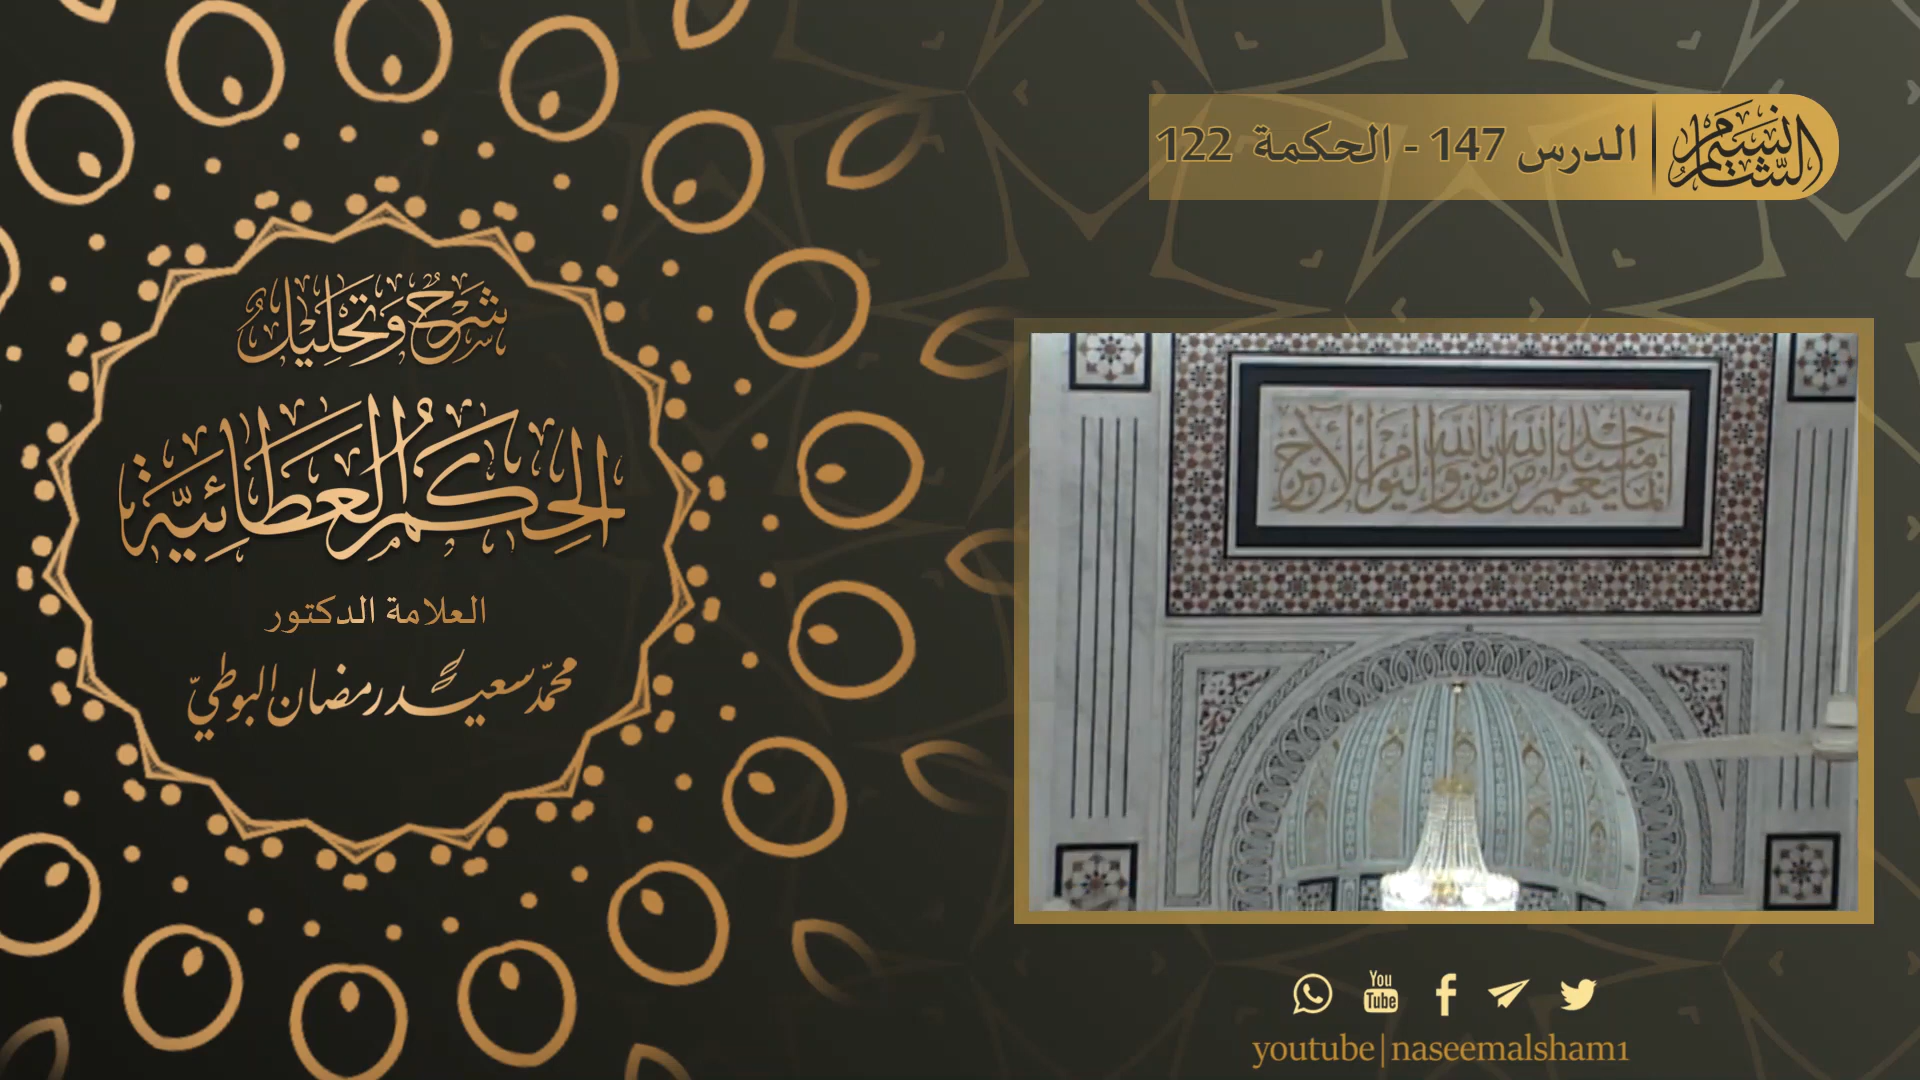 نسيم الشام
الدرس 147 - الحكمة 122
شرح وتحليل
الحكم العطائية
العلامة الدكتور
محمد سعيد رمضان البوطي
إنما يعمر مساجد الله من آمن بالله واليوم الآخر
You
Tube
youtube|naseemalsham1